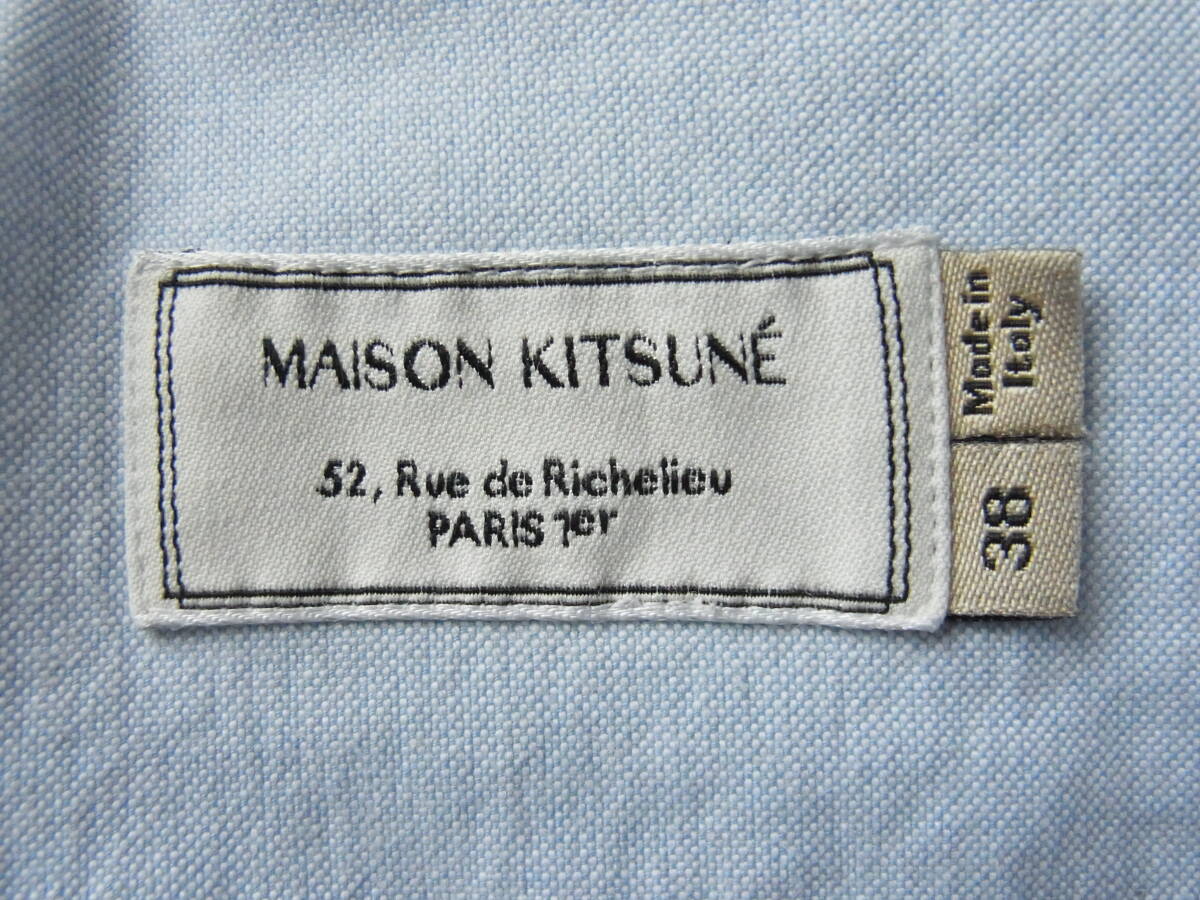 MAISON KITSUNÉ
52, Rue de Richelieu
PARIS 1er
Made in
Italy
38